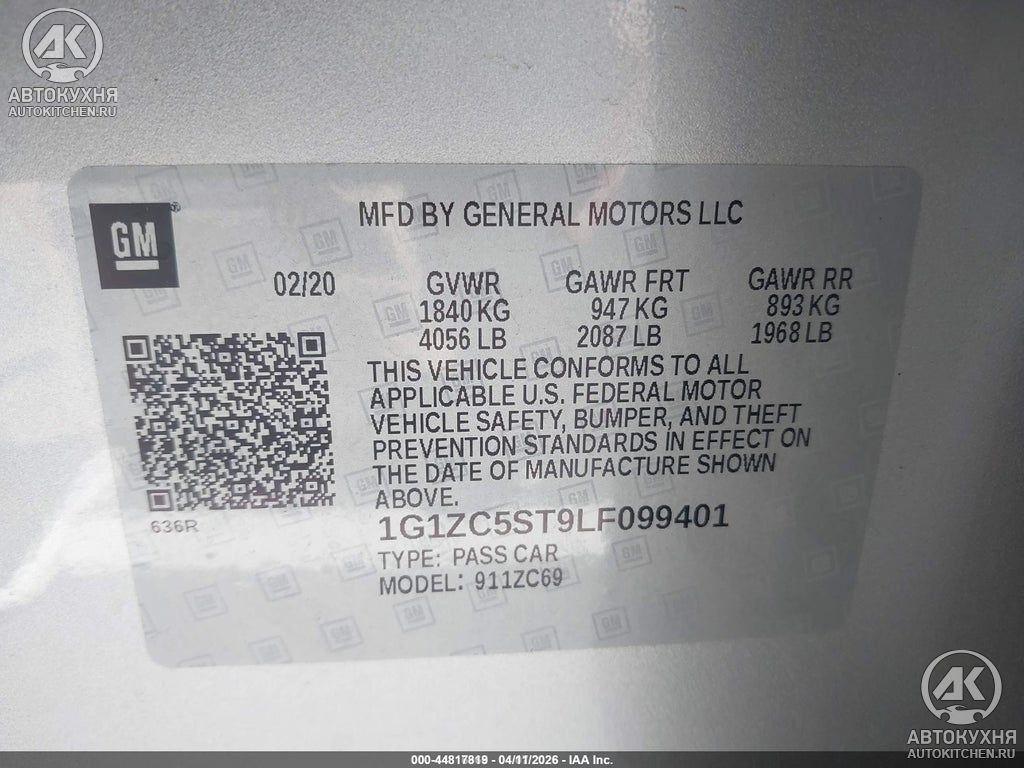 АВТОКУХНЯ
AUTOKITCHEN.RU
GM
MFD BY GENERAL MOTORS LLC
02/20 GVWR GAWR FRT GAWR RR
1840 KG 947 KG 893 KG
4056 LB 2087 LB 1968 LB
THIS VEHICLE CONFORMS TO ALL
APPLICABLE U.S. FEDERAL MOTOR
VEHICLE SAFETY, BUMPER, AND THEFT
PREVENTION STANDARDS IN EFFECT ON
THE DATE OF MANUFACTURE SHOWN
ABOVE.
636R
1G1ZC5ST9LF099401
TYPE: PASS CAR
MODEL: 911ZC69
АВТОКУХНЯ
AUTOKITCHEN.RU
000-44817819 - 04/11/2026 - IAA Inc.